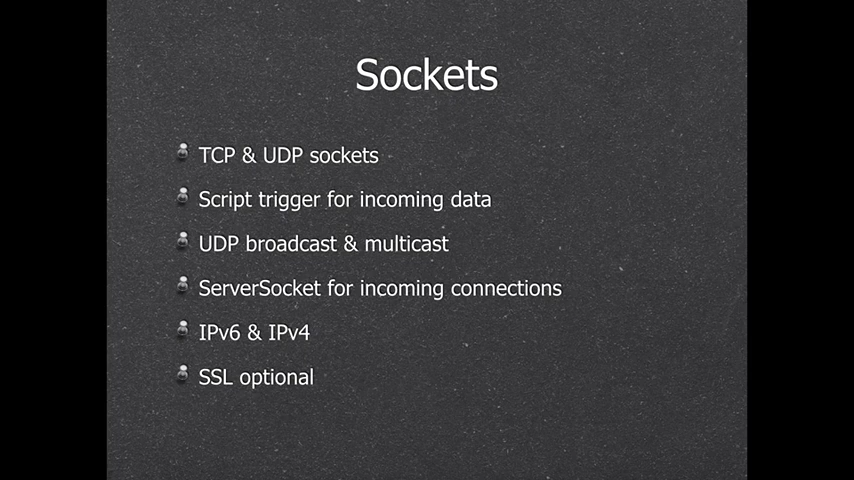 Sockets
TCP & UDP sockets
Script trigger for incoming data
UDP broadcast & multicast
ServerSocket for incoming connections
IPv6 & IPv4
SSL optional